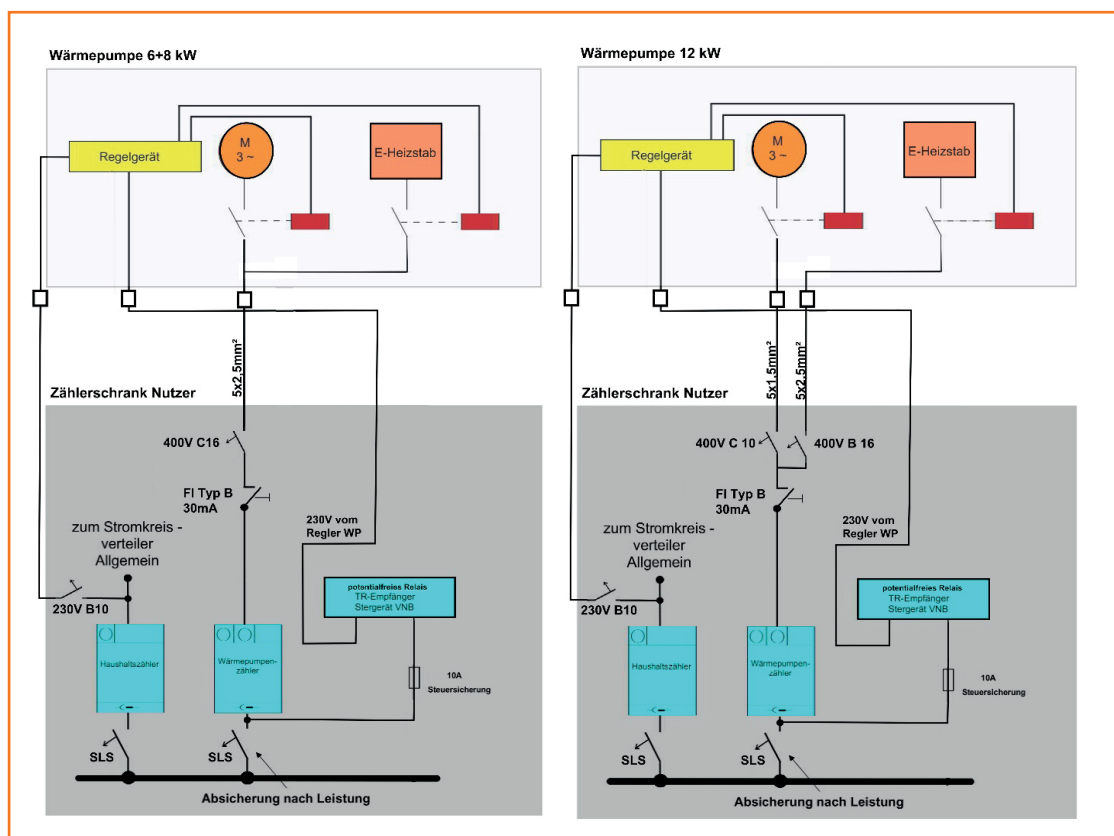 Wärmepumpe 6+8 kW
Regelgerät
M
3 ~
E-Heizstab
5x2,5mm²
Zählerschrank Nutzer
400V C16
FI Typ B
30mA
230V vom
Regler WP
zum Stromkreis -
verteiler
Allgemein
230V B10
potentialfreies Relais
TR-Empfänger
Stergerät VNB
Haushaltszähler
Wärmepumpen-
zähler
10A
Steuersicherung
SLS
SLS
Absicherung nach Leistung
Wärmepumpe 12 kW
Regelgerät
M
3 ~
E-Heizstab
5x1,5mm²
5x2,5mm²
Zählerschrank Nutzer
400V C 10
400V B 16
FI Typ B
30mA
230V vom
Regler WP
zum Stromkreis -
verteiler
Allgemein
230V B10
potentialfreies Relais
TR-Empfänger
Stergerät VNB
Haushaltszähler
Wärmepumpen-
zähler
10A
Steuersicherung
SLS
SLS
Absicherung nach Leistung